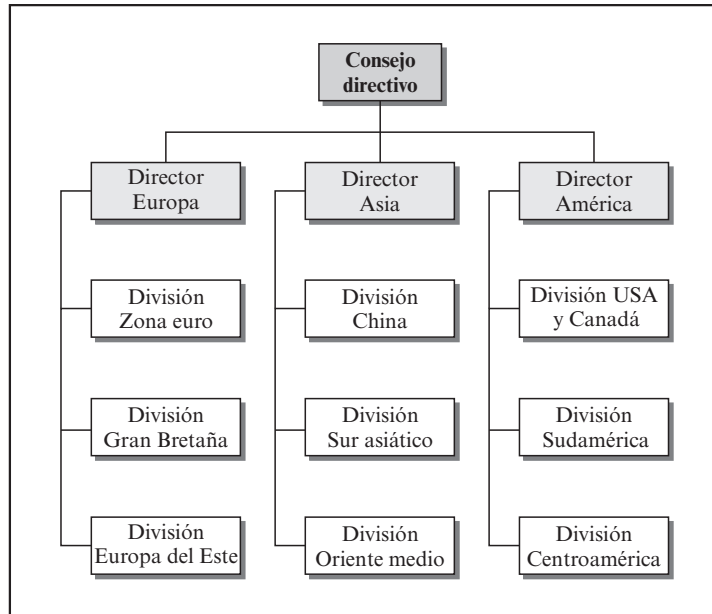 Consejo
directivo
Director
Europa
Director
Asia
Director
América
División
Zona euro
División
China
División USA
y Canadá
División
Gran Bretaña
División
Sur asiático
División
Sudamérica
División
Europa del Este
División
Oriente medio
División
Centroamérica